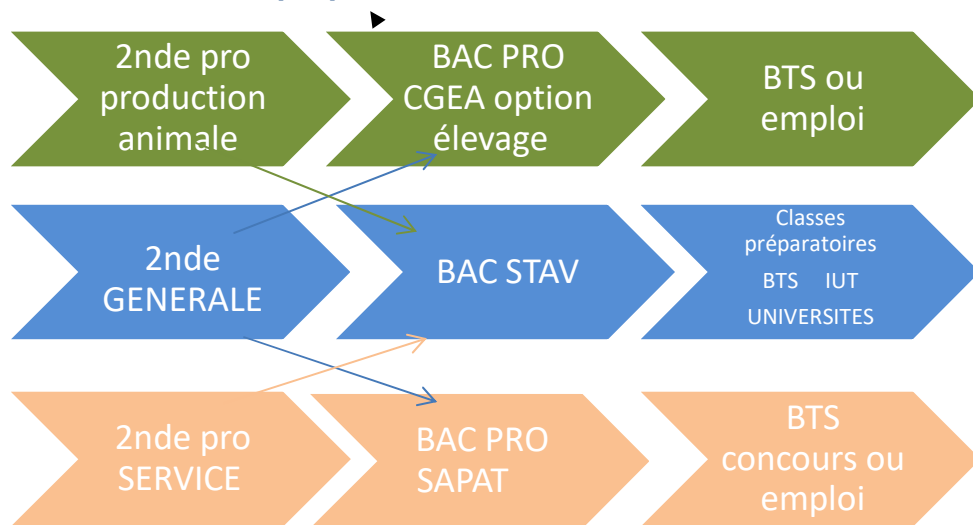 2nde pro
production
animale
BAC PRO
CGEA option
élevage
BTS ou
emploi
2nde
GENERALE
BAC STAV
Classes
préparatoires
BTS IUT
UNIVERSITES
2nde pro
SERVICE
BAC PRO
SAPAT
BTS
concours ou
emploi